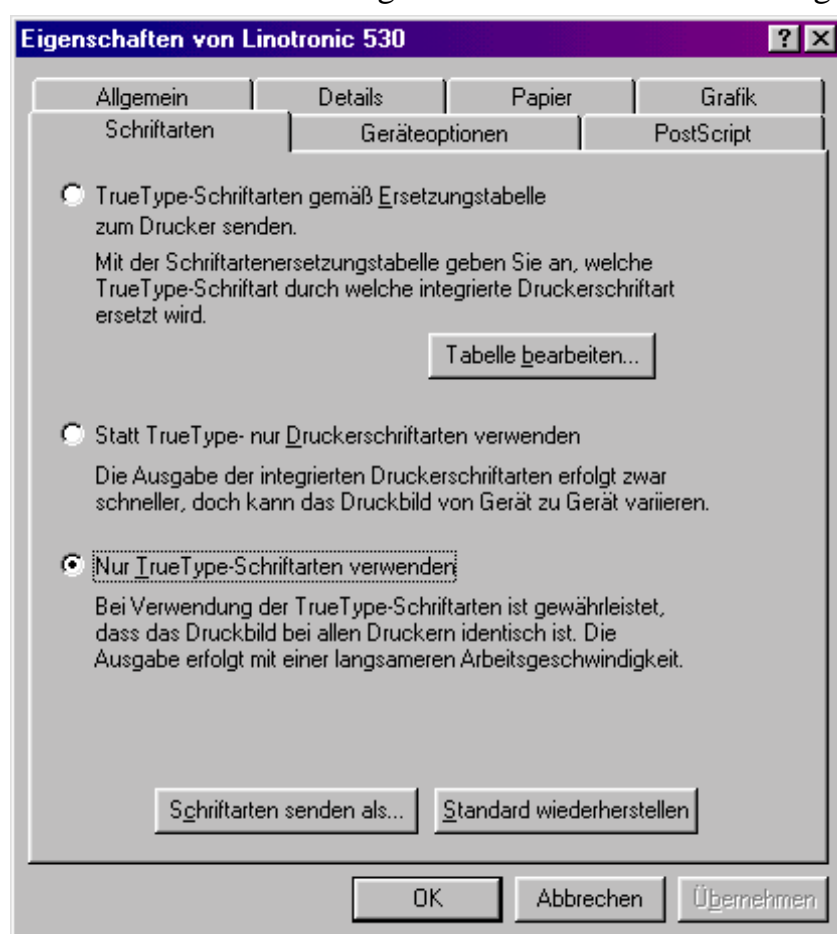 Eigenschaften von Linotronic 530
Allgemein Details Papier Grafik
Schriftarten Geräteoptionen PostScript
TrueType-Schriftarten gemäß Ersetzungstabelle
zum Drucker senden.
Mit der Schriftartenersetzungstabelle geben Sie an, welche
TrueType-Schriftart durch welche integrierte Druckerschriftart
ersetzt wird.
Tabelle bearbeiten...
Statt TrueType- nur Druckerschriftarten verwenden
Die Ausgabe der integrierten Druckerschriftarten erfolgt zwar
schneller, doch kann das Druckbild von Gerät zu Gerät variieren.
Nur TrueType-Schriftarten verwenden
Bei Verwendung der TrueType-Schriftarten ist gewährleistet,
dass das Druckbild bei allen Druckern identisch ist. Die
Ausgabe erfolgt mit einer langsameren Arbeitsgeschwindigkeit.
Schriftarten senden als... Standard wiederherstellen
OK Abbrechen Übernehmen